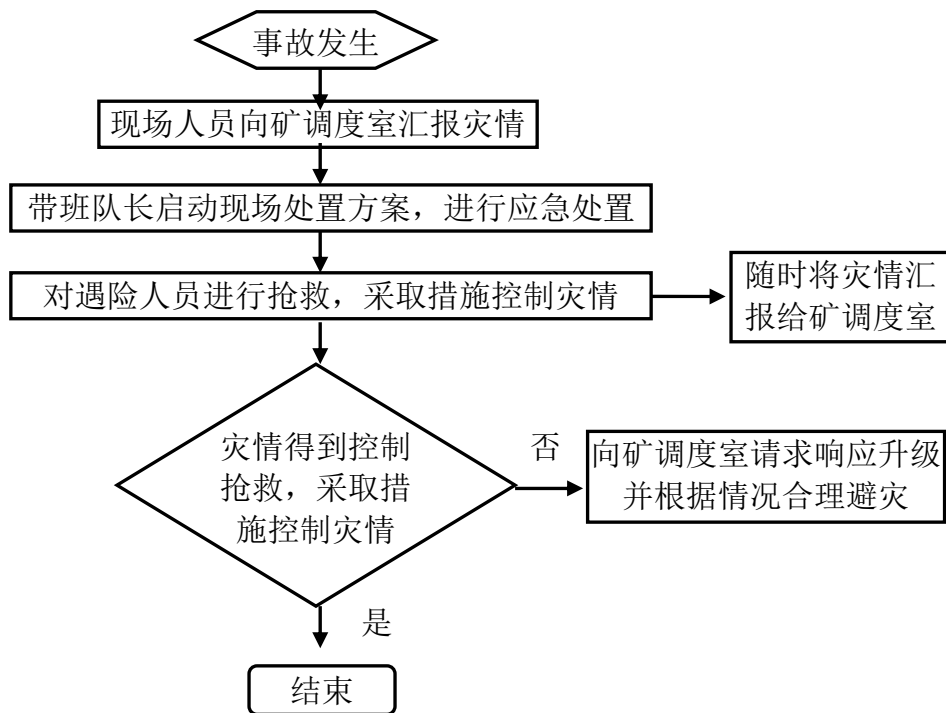 事故发生
现场人员向矿调度室汇报灾情
带班队长启动现场处置方案，进行应急处置
对遇险人员进行抢救，采取措施控制灾情
随时将灾情汇
报给矿调度室
灾情得到控制
抢救，采取措
施控制灾情
否
向矿调度室请求响应升级
并根据情况合理避灾
是
结束